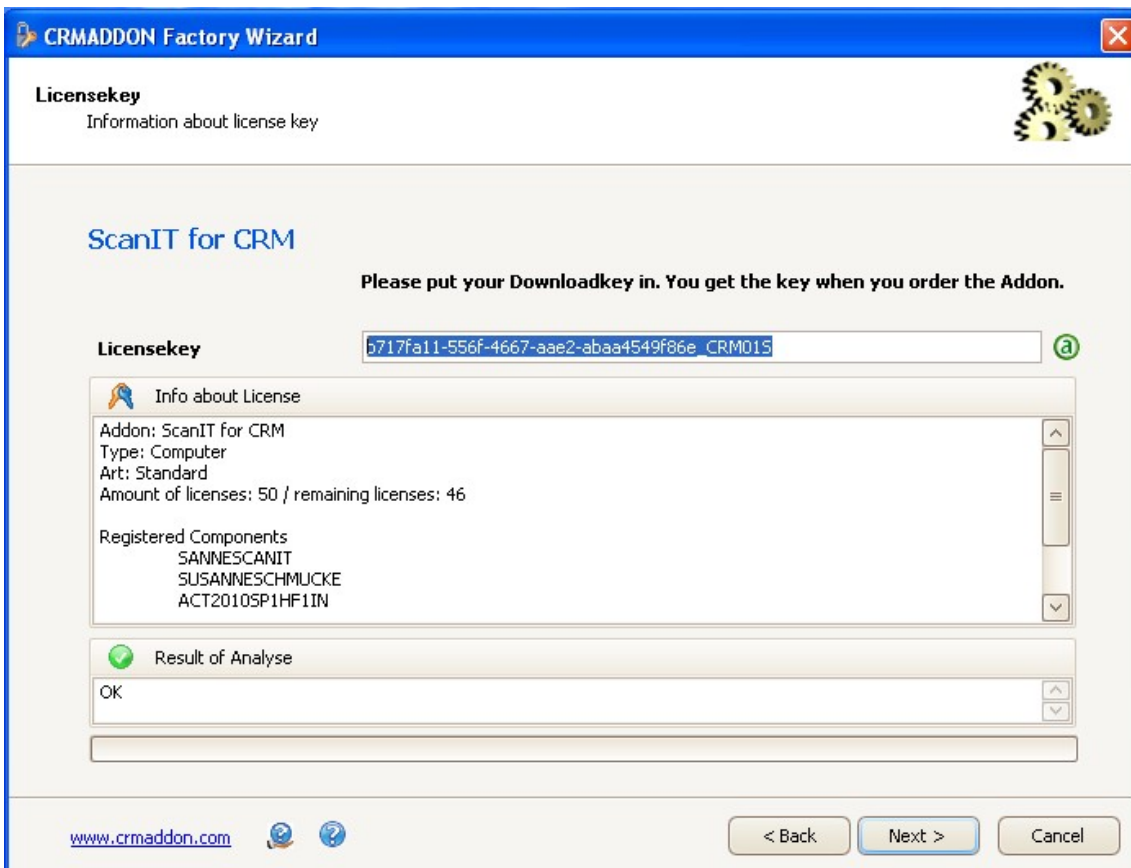 CRMADDON Factory Wizard
Licensekey
Information about license key
ScanIT for CRM
Please put your Downloadkey in. You get the key when you order the Addon.
Licensekey
b717fa11-556f-4667-aae2-abaa4549f86e_CRM01S
Info about License
Addon: ScanIT for CRM
Type: Computer
Art: Standard
Amount of licenses: 50 / remaining licenses: 46
Registered Components
SANNESCANIT
SUSANNESCHMUCKE
ACT2010SP1HF1IN
Result of Analyse
OK
www.crmaddon.com
< Back
Next >
Cancel